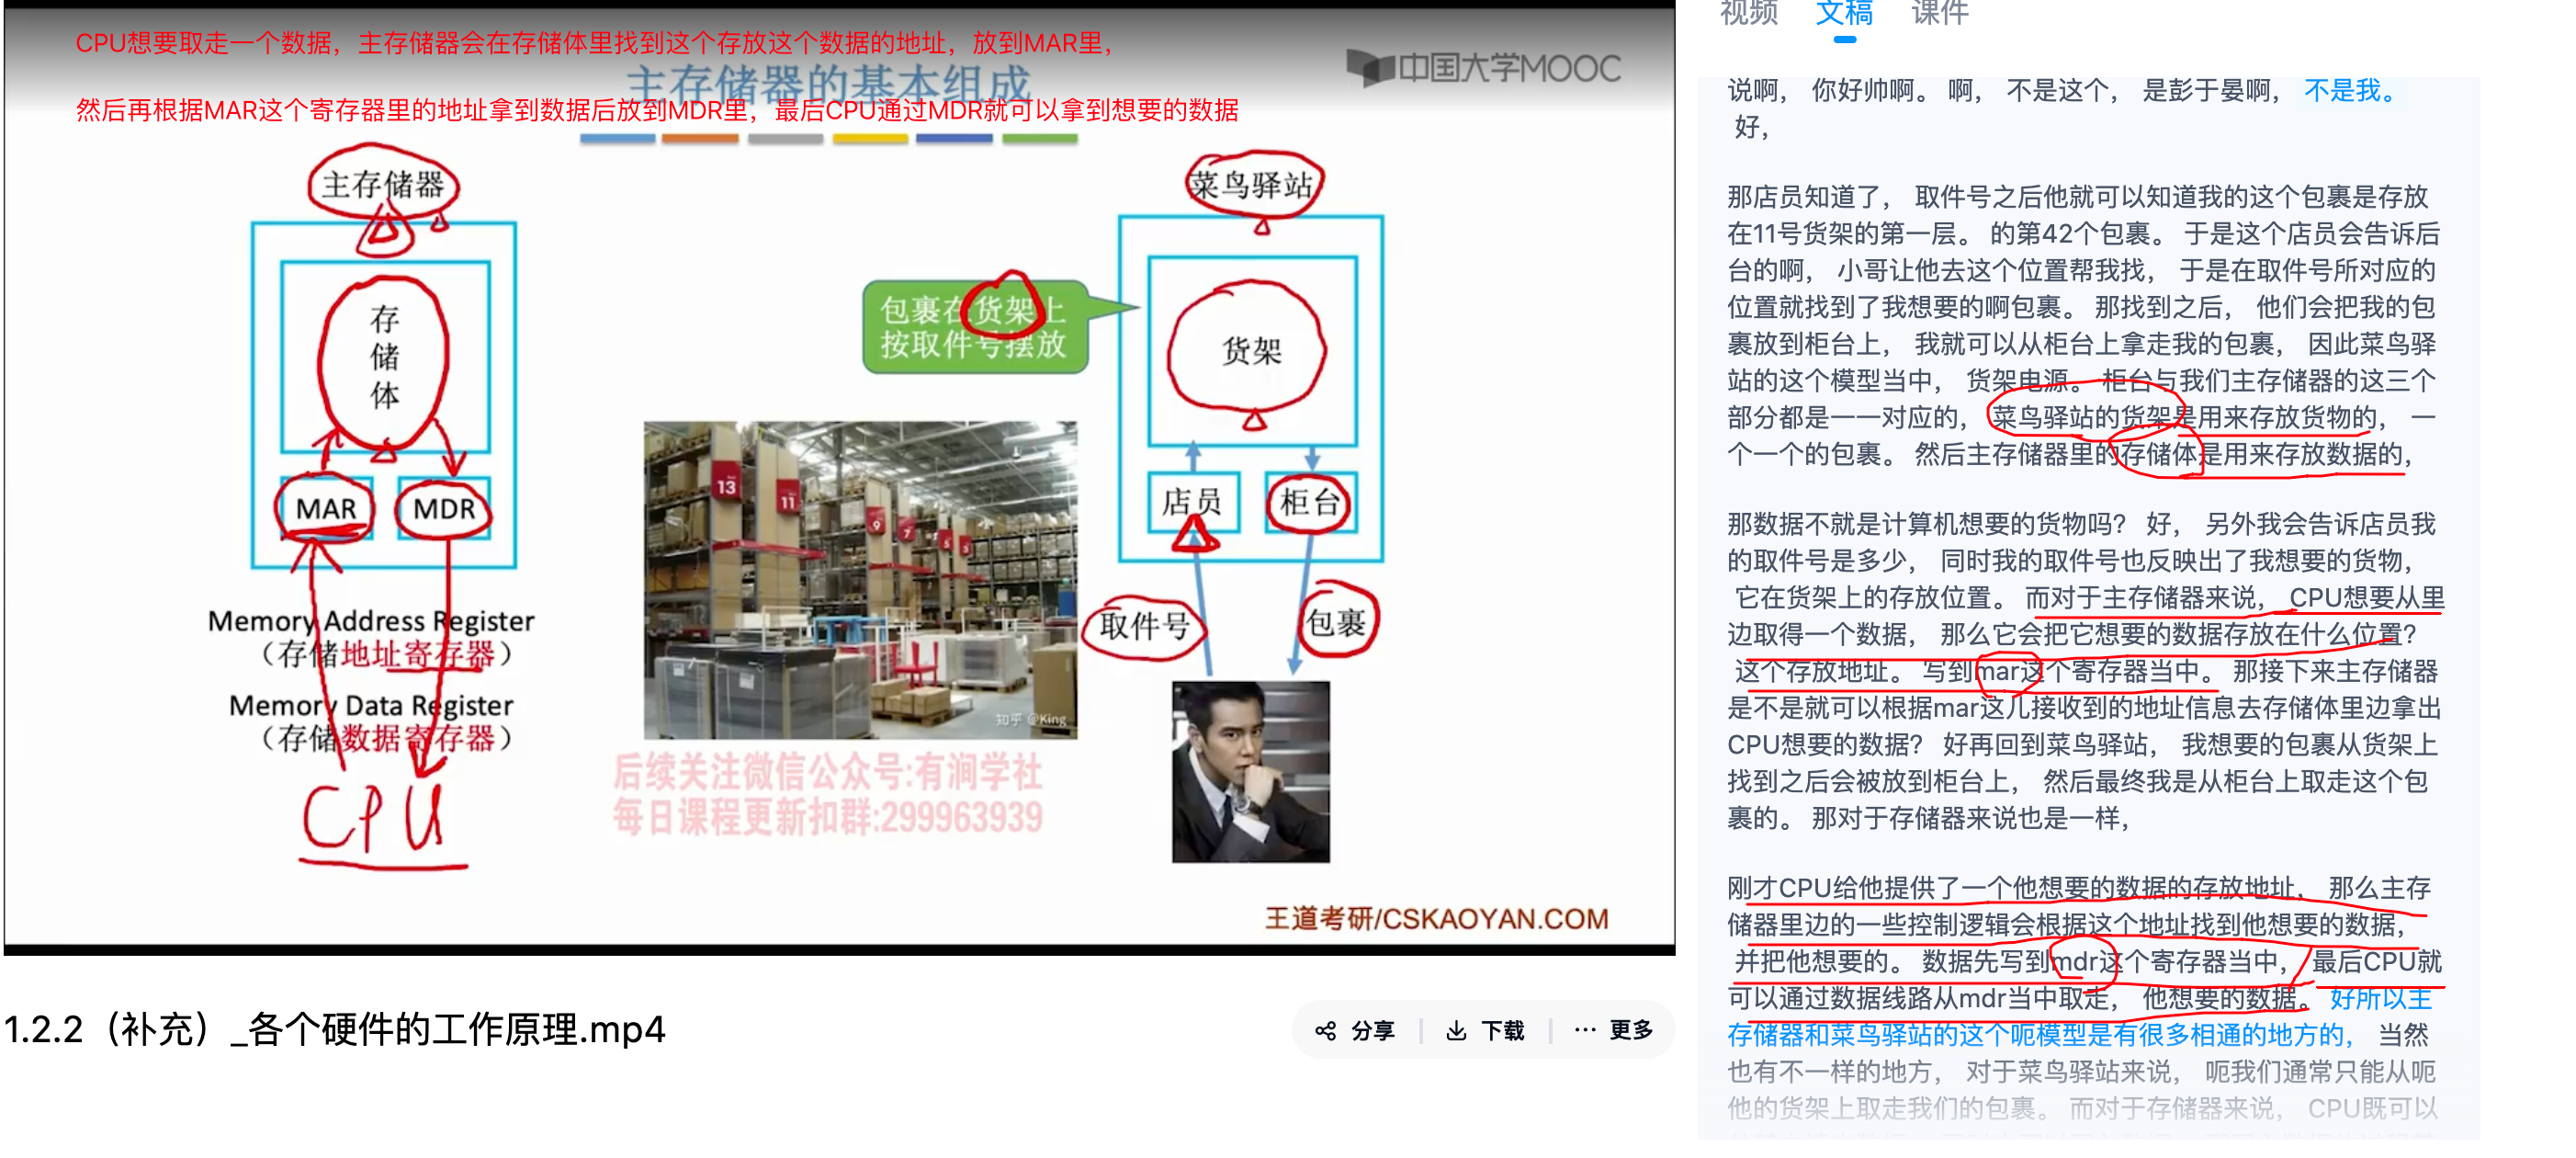 CPU想要取走一个数据，主存储器会在存储体里找到这个存放这个数据的地址，放到MAR里，
主存储器的基本组成
中国大学MOOC
然后再根据MAR这个寄存器里的地址拿到数据后放到MDR里，最后CPU通过MDR就可以拿到想要的数据
主存储器
存
储
体
MAR
MDR
Memory Address Register
（存储地址寄存器）
Memory Data Register
（存储数据寄存器）
CPU
包裹在货架上
按取件号摆放
13
11
9
7
5
3
知乎 @King
后续关注微信公众号:有涧学社
每日课程更新扣群:299963939
菜鸟驿站
货架
店员
柜台
取件号
包裹
王道考研/CSKAOYAN.COM
1.2.2（补充）_各个硬件的工作原理.mp4
分享
下载
··· 更多
视频 文稿 课件
说啊， 你好帅啊。 啊， 不是这个， 是彭于晏啊， 不是我。
好，
那店员知道了， 取件号之后他就可以知道我的这个包裹是存放
在11号货架的第一层。 的第42个包裹。 于是这个店员会告诉后
台的啊， 小哥让他去这个位置帮我找， 于是在取件号所对应的
位置就找到了我想要的啊包裹。 那找到之后， 他们会把我的包
裹放到柜台上， 我就可以从柜台上拿走我的包裹， 因此菜鸟驿
站的这个模型当中， 货架电源。 柜台与我们主存储器的这三个
部分都是一一对应的， 菜鸟驿站的货架是用来存放货物的， 一
个一个的包裹。 然后主存储器里的存储体是用来存放数据的，
那数据不就是计算机想要的货物吗？ 好， 另外我会告诉店员我
的取件号是多少， 同时我的取件号也反映出了我想要的货物，
它在货架上的存放位置。 而对于主存储器来说， CPU想要从里
边取得一个数据， 那么它会把它想要的数据存放在什么位置？
这个存放地址。 写到mar这个寄存器当中。 那接下来主存储器
是不是就可以根据mar这儿接收到的地址信息去存储体里边拿出
CPU想要的数据？ 好再回到菜鸟驿站， 我想要的包裹从货架上
找到之后会被放到柜台上， 然后最终我是从柜台上取走这个包
裹的。 那对于存储器来说也是一样，
刚才CPU给他提供了一个他想要的数据的存放地址， 那么主存
储器里边的一些控制逻辑会根据这个地址找到他想要的数据，
并把他想要的。 数据先写到mdr这个寄存器当中， 最后CPU就
可以通过数据线路从mdr当中取走， 他想要的数据。 好所以主
存储器和菜鸟驿站的这个呃模型是有很多相通的地方的， 当然
也有不一样的地方， 对于菜鸟驿站来说， 呃我们通常只能从呃
他的货架上取走我们的包裹。 而对于存储器来说， CPU既可以